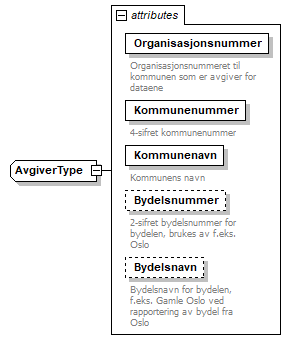 attributes
Organisasjonsnummer
Organisasjonsnummeret til
kommunen som er avgiver for
dataene
Kommunenummer
4-sifret kommunenummer
Kommunenavn
Kommunens navn
AvgiverType
Bydelsnummer
2-sifret bydelsnummer for
bydelen, brukes av f.eks.
Oslo
Bydelsnavn
Bydelsnavn for bydelen,
f.eks. Gamle Oslo ved
rapportering av bydel fra
Oslo